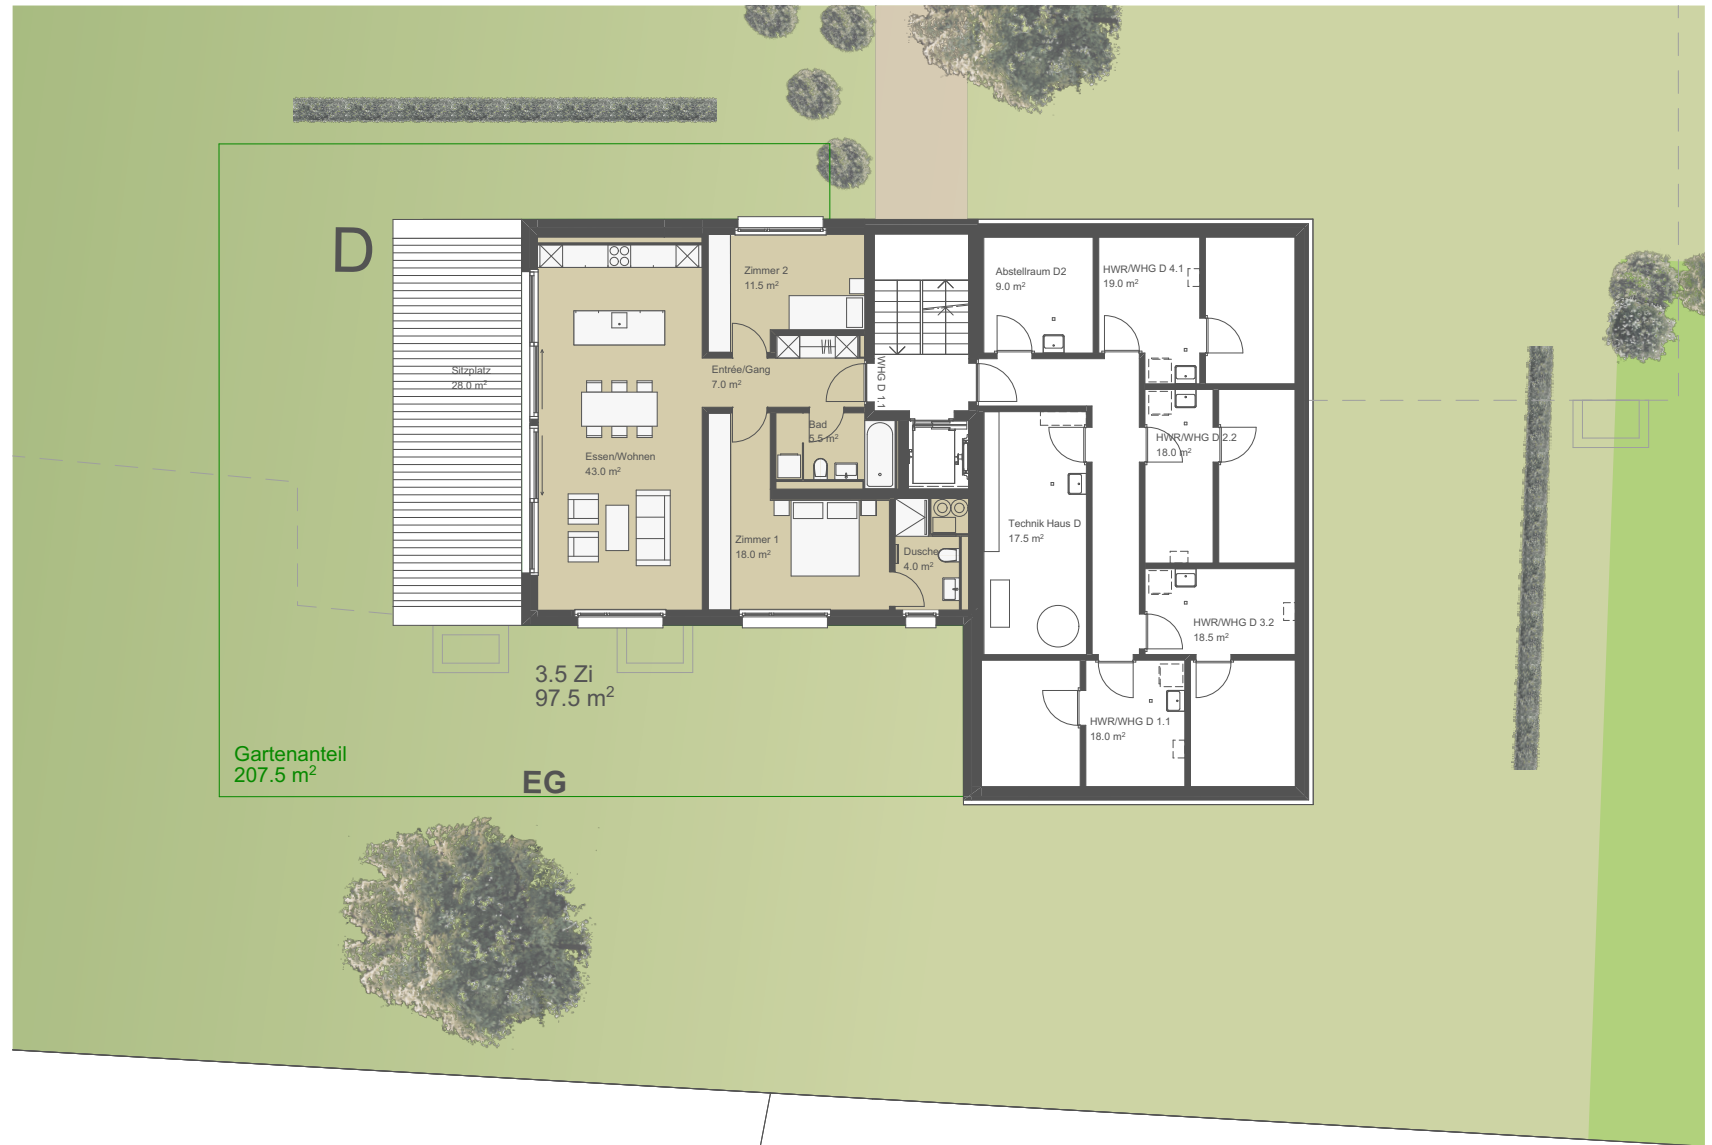 D
Sitzplatz
28.0 m²
Zimmer 2
11.5 m²
Entrée/Gang
7.0 m²
WHG D 1.1
Bad
5.5 m²
Essen/Wohnen
43.0 m²
Zimmer 1
18.0 m²
Dusche
4.0 m²
Abstellraum D2
9.0 m²
HWR/WHG D 4.1
19.0 m²
HWR/WHG D 2.2
18.0 m²
Technik Haus D
17.5 m²
HWR/WHG D 3.2
18.5 m²
HWR/WHG D 1.1
18.0 m²
3.5 Zi
97.5 m²
Gartenanteil
207.5 m²
EG